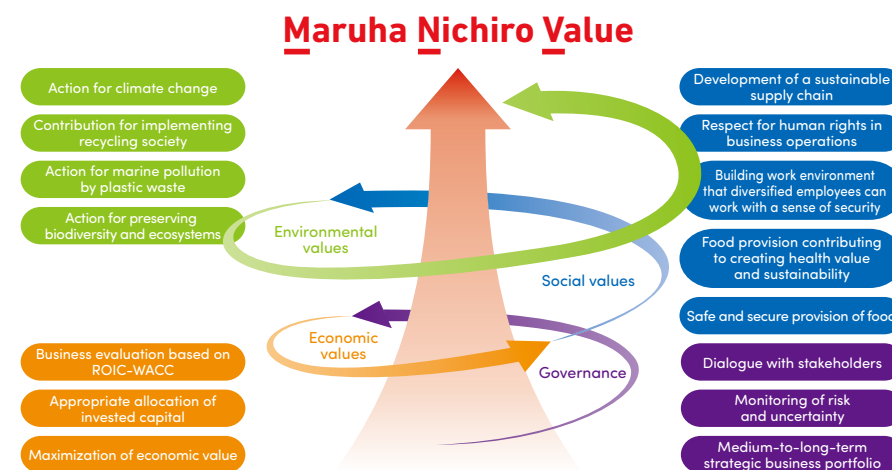 Maruha Nichiro Value
Action for climate change
Contribution for implementing
recycling society
Action for marine pollution
by plastic waste
Action for preserving
biodiversity and ecosystems
Environmental
values
Social values
Economic
values
Governance
Business evaluation based on
ROIC-WACC
Appropriate allocation of
invested capital
Maximization of economic value
Development of a sustainable
supply chain
Respect for human rights in
business operations
Building work environment
that diversified employees can
work with a sense of security
Food provision contributing
to creating health value
and sustainability
Safe and secure provision of food
Dialogue with stakeholders
Monitoring of risk
and uncertainty
Medium-to-long-term
strategic business portfolio